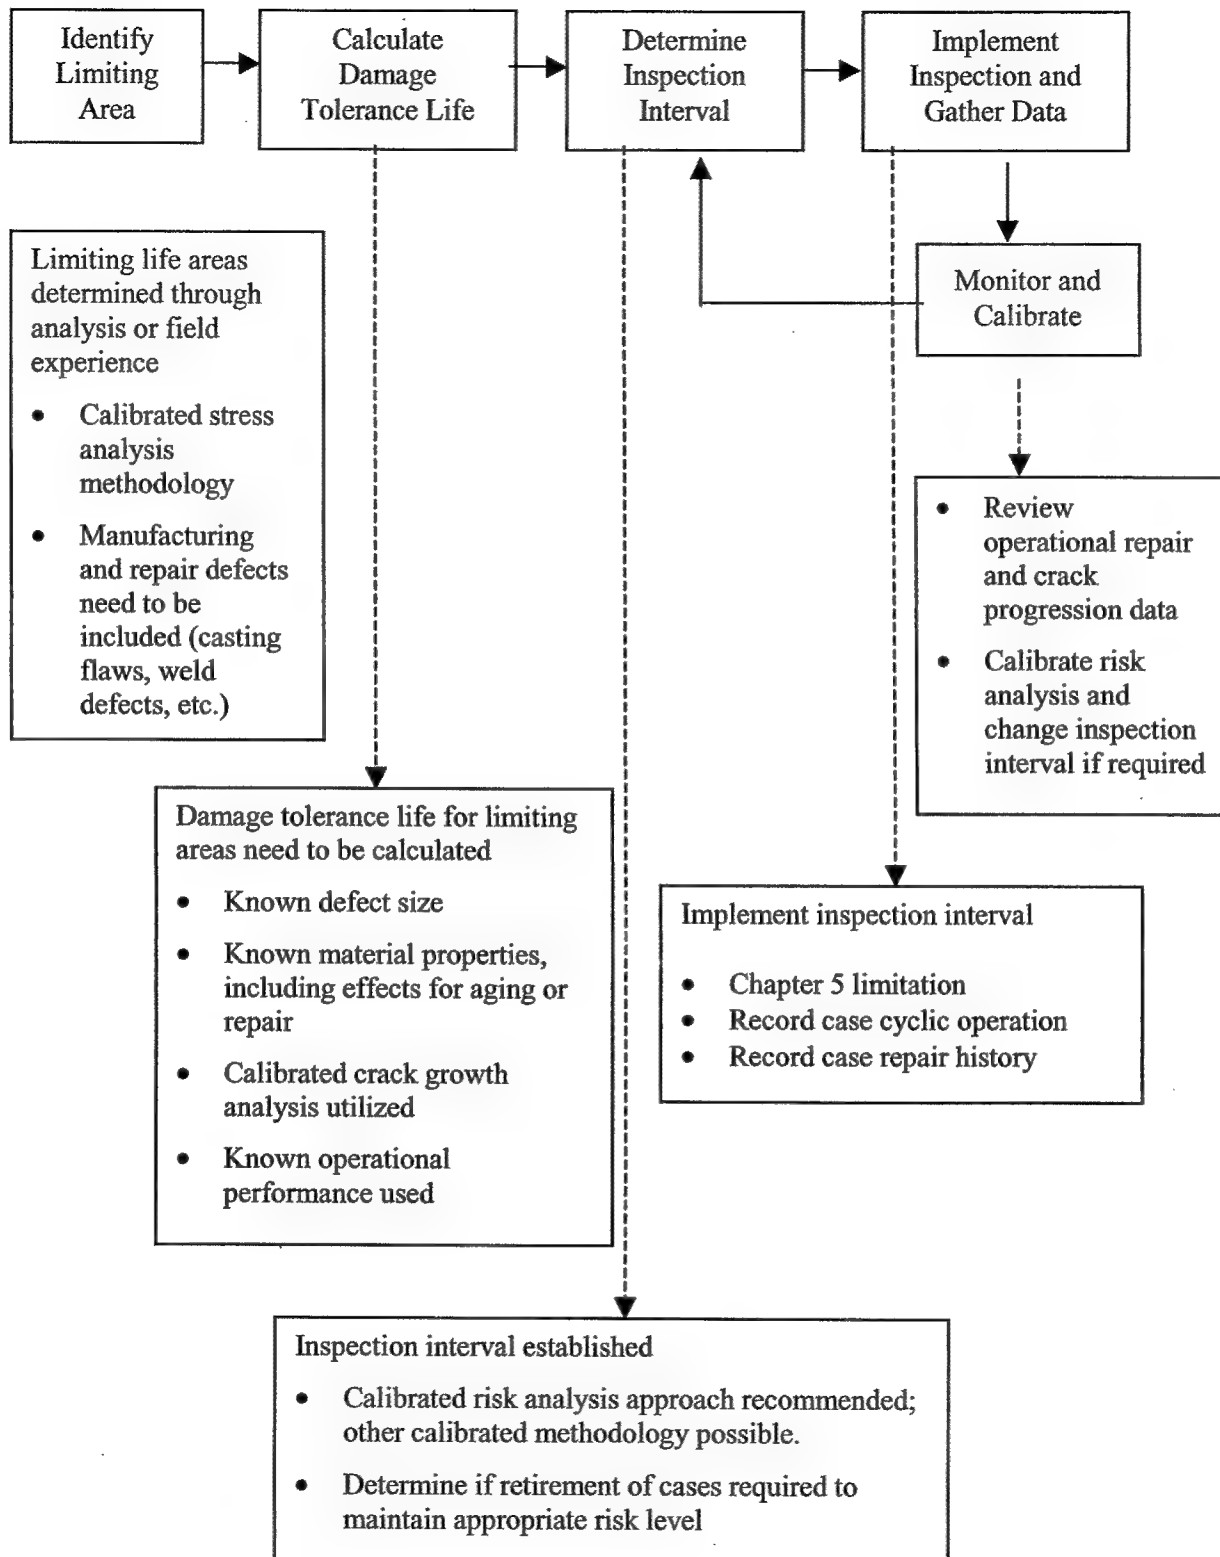 Identify
Limiting
Area
Calculate
Damage
Tolerance Life
Determine
Inspection
Interval
Implement
Inspection and
Gather Data
Monitor and
Calibrate
Limiting life areas
determined through
analysis or field
experience
• Calibrated stress
analysis
methodology
• Manufacturing
and repair defects
need to be
included (casting
flaws, weld
defects, etc.)
• Review
operational repair
and crack
progression data
• Calibrate risk
analysis and
change inspection
interval if required
Damage tolerance life for limiting
areas need to be calculated
• Known defect size
• Known material properties,
including effects for aging or
repair
• Calibrated crack growth
analysis utilized
• Known operational
performance used
Implement inspection interval
• Chapter 5 limitation
• Record case cyclic operation
• Record case repair history
Inspection interval established
• Calibrated risk analysis approach recommended;
other calibrated methodology possible.
• Determine if retirement of cases required to
maintain appropriate risk level